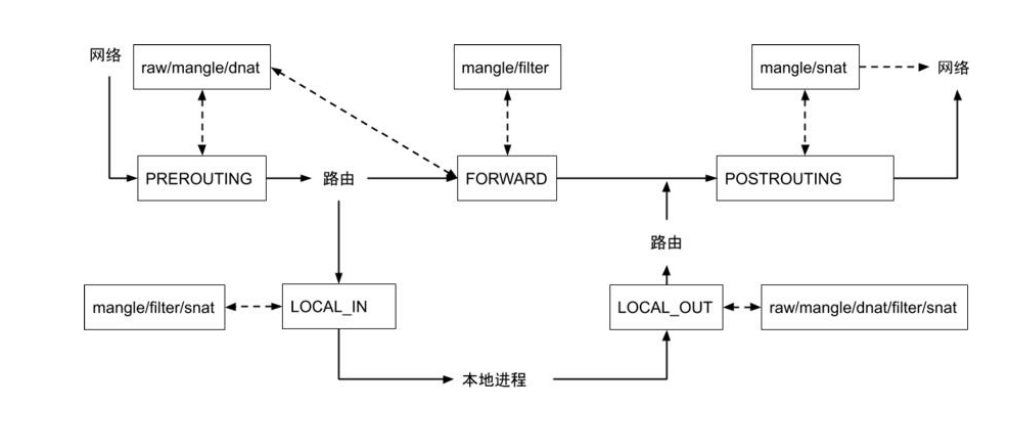 网络
raw/mangle/dnat
mangle/filter
mangle/snat
网络
PREROUTING
路由
FORWARD
POSTROUTING
路由
mangle/filter/snat
LOCAL_IN
LOCAL_OUT
raw/mangle/dnat/filter/snat
本地进程